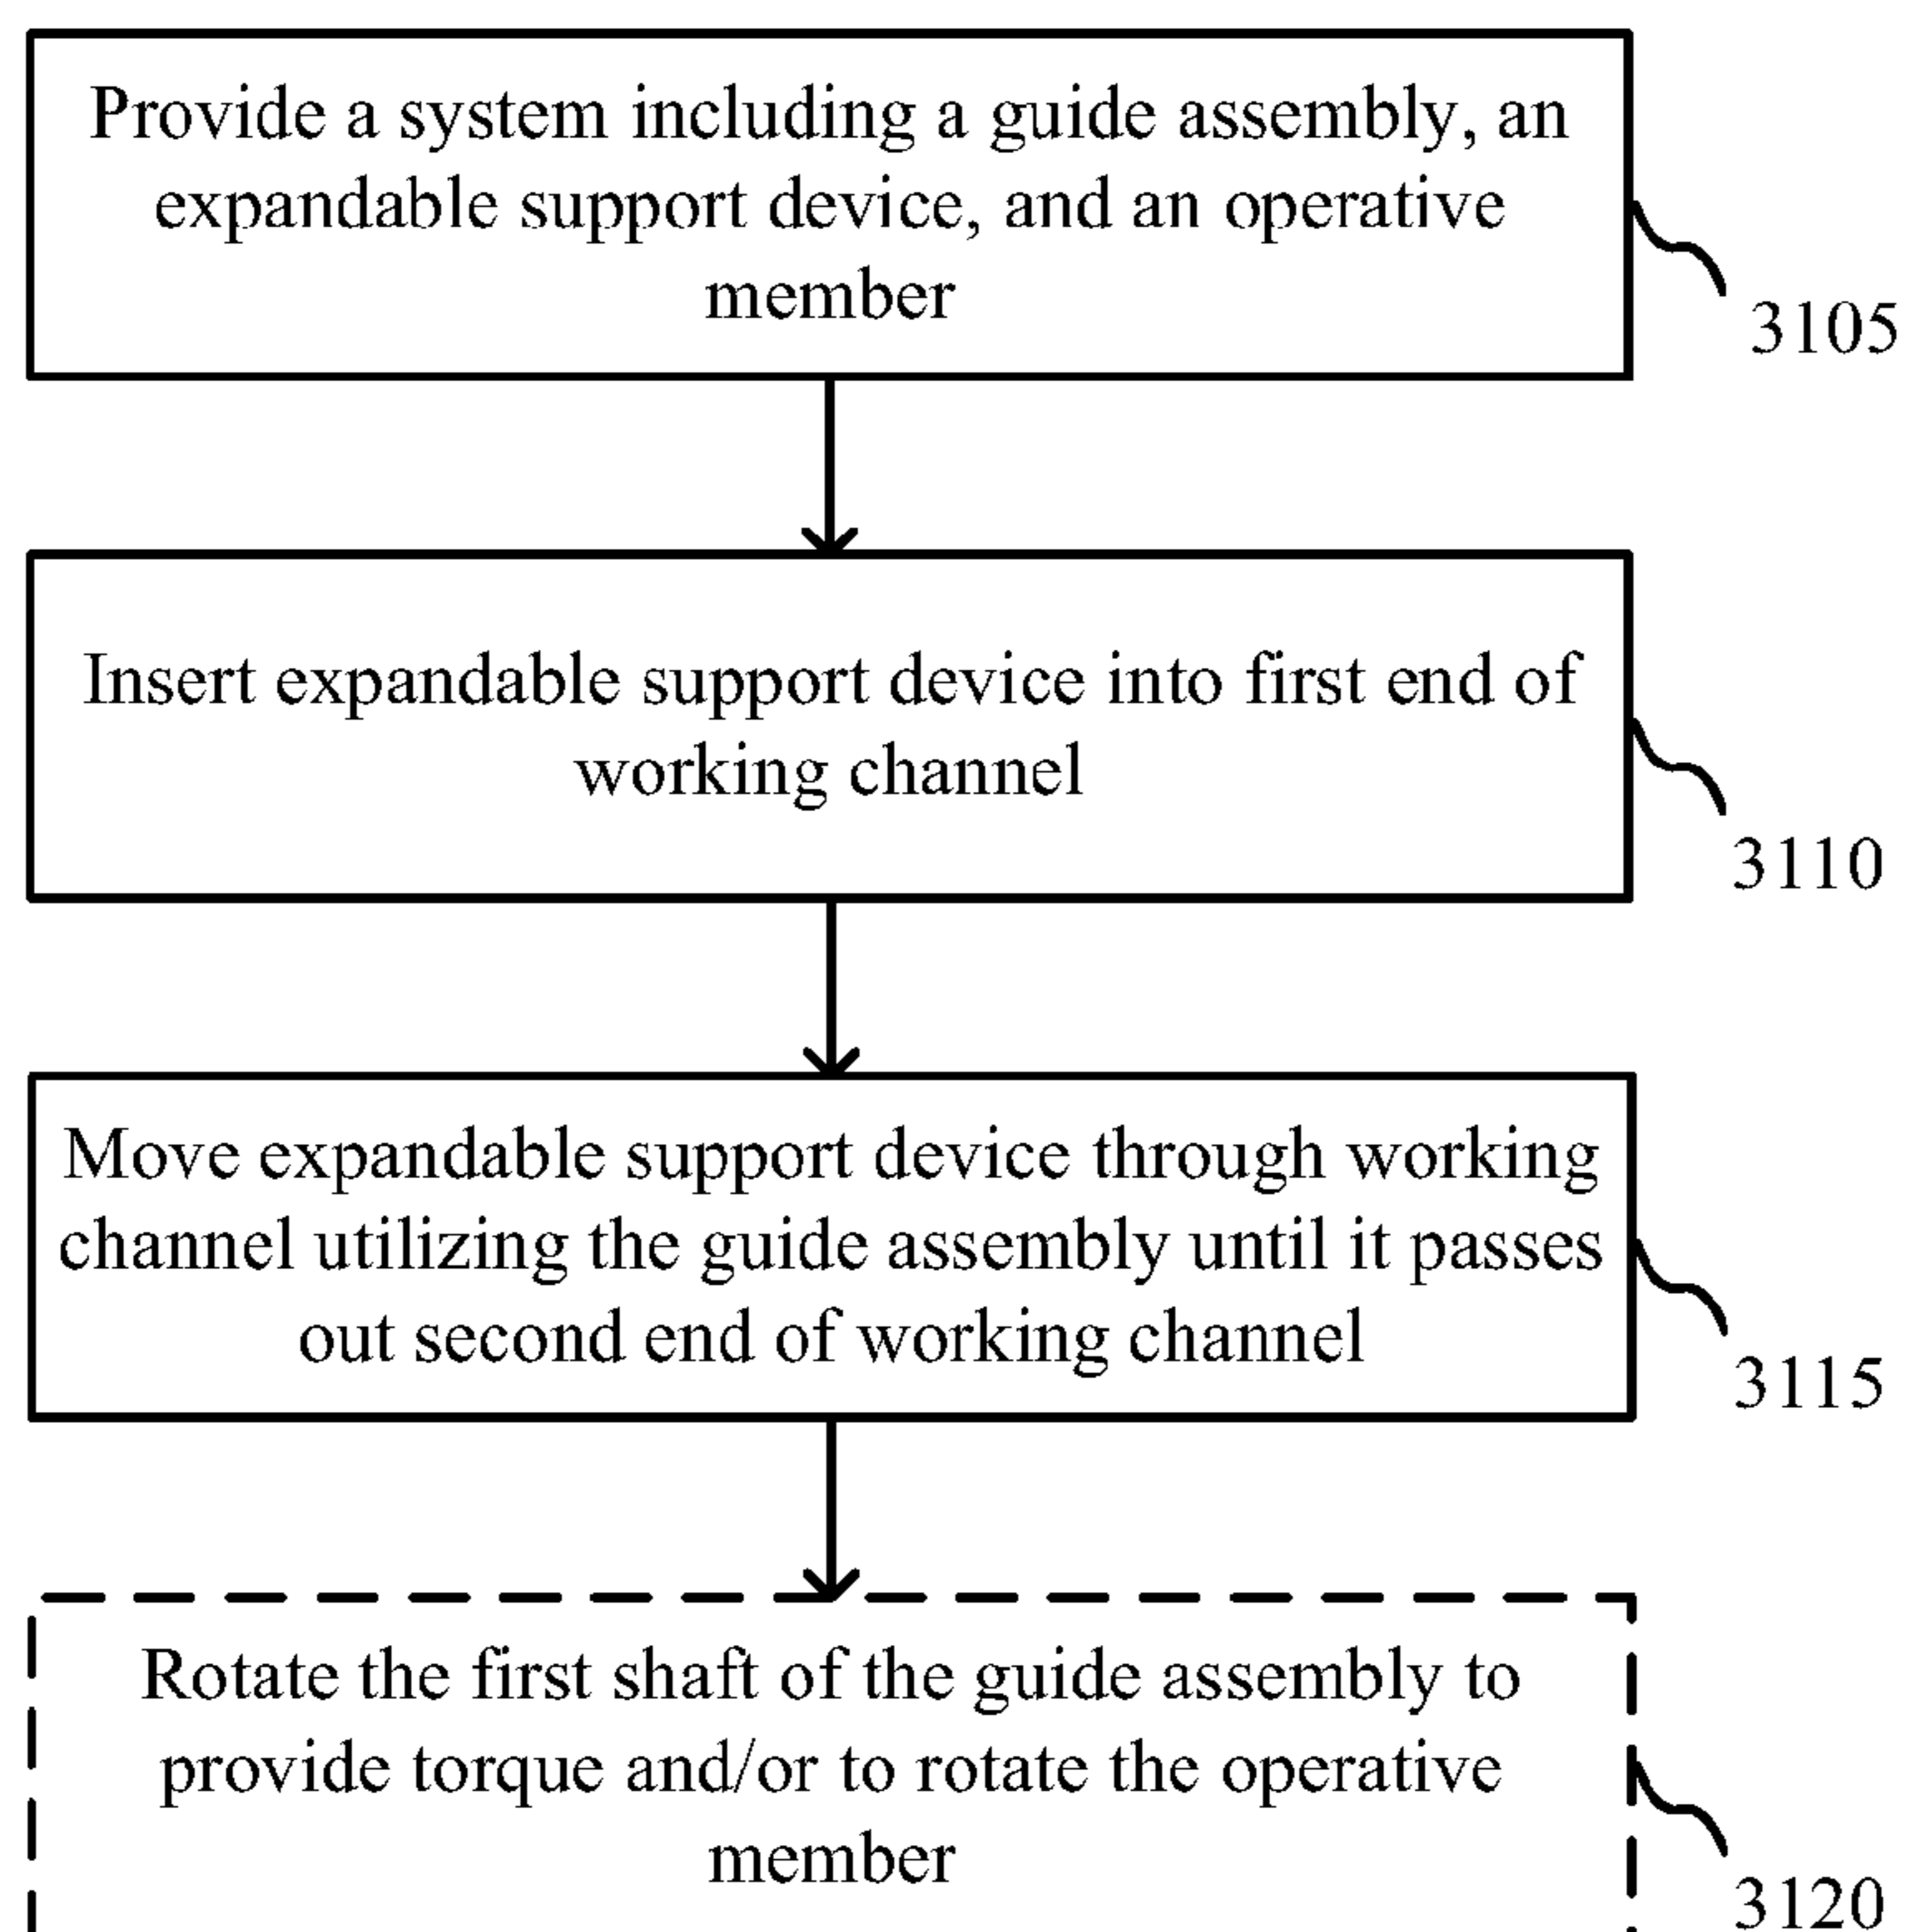 Provide a system including a guide assembly, an
expandable support device, and an operative
member
3105
Insert expandable support device into first end of
working channel
3110
Move expandable support device through working
channel utilizing the guide assembly until it passes
out second end of working channel
3115
Rotate the first shaft of the guide assembly to
provide torque and/or to rotate the operative
member
3120